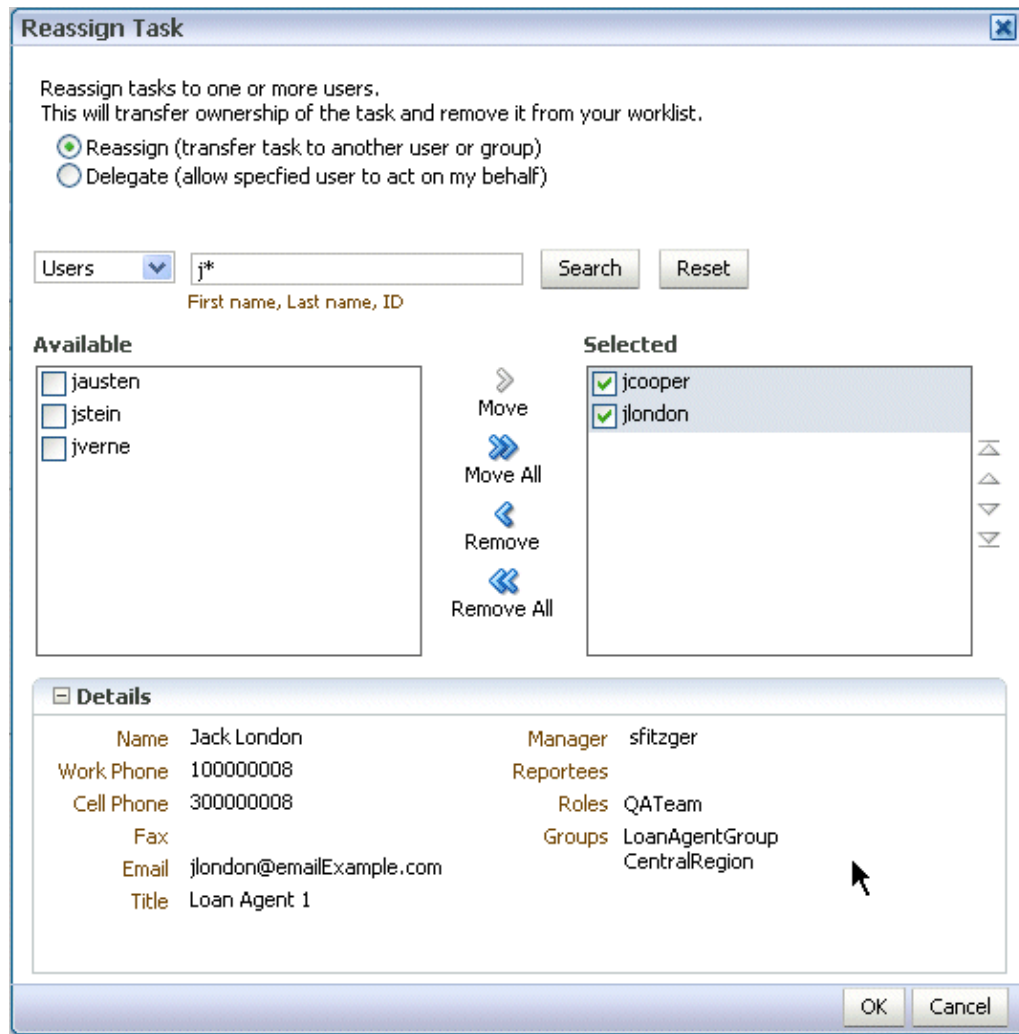 Reassign Task
Reassign tasks to one or more users.
This will transfer ownership of the task and remove it from your worklist.
Reassign (transfer task to another user or group)
Delegate (allow specfied user to act on my behalf)
Users j* Search Reset
First name, Last name, ID
Available
jausten
jstein
jverne
Move
Move All
Remove
Remove All
Selected
jcooper
jlondon
Details
Name Jack London
Work Phone 100000008
Cell Phone 300000008
Fax
Email jlondon@emailExample.com
Title Loan Agent 1
Manager sfitzger
Reportees
Roles QATeam
Groups LoanAgentGroup
CentralRegion
OK Cancel